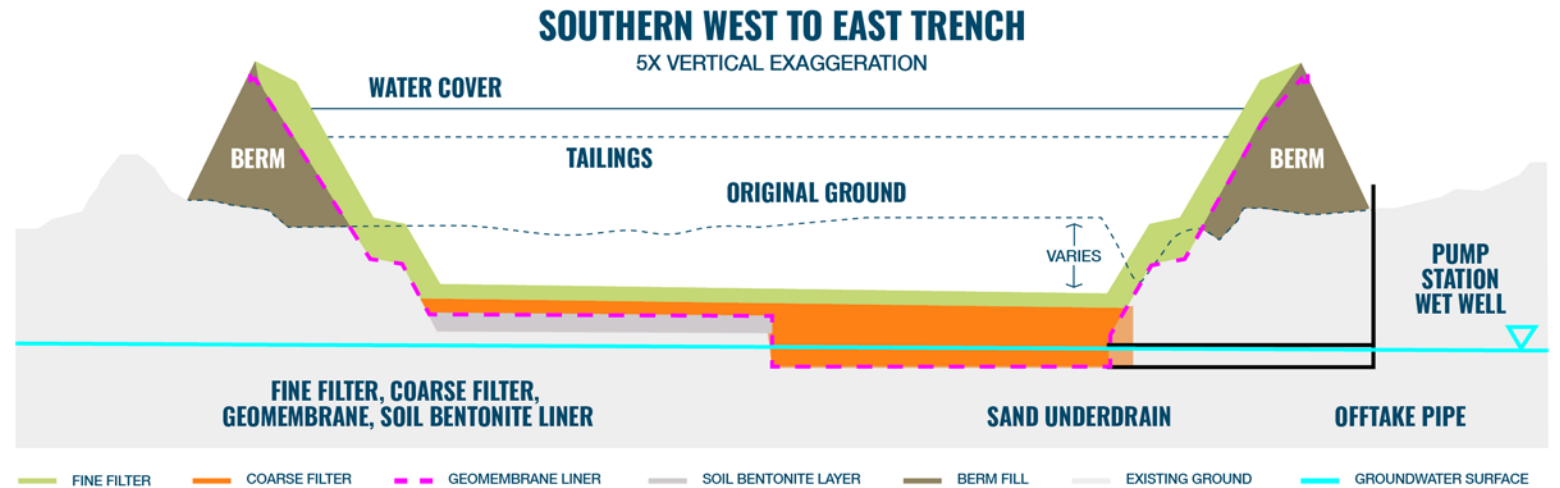 SOUTHERN WEST TO EAST TRENCH
5X VERTICAL EXAGGERATION
WATER COVER
BERM
TAILINGS
BERM
ORIGINAL GROUND
VARIES
PUMP
STATION
WET WELL
FINE FILTER, COARSE FILTER,
GEOMEMBRANE, SOIL BENTONITE LINER
SAND UNDERDRAIN
OFFTAKE PIPE
FINE FILTER
COARSE FILTER
GEOMEMBRANE LINER
SOIL BENTONITE LAYER
BERM FILL
EXISTING GROUND
GROUNDWATER SURFACE